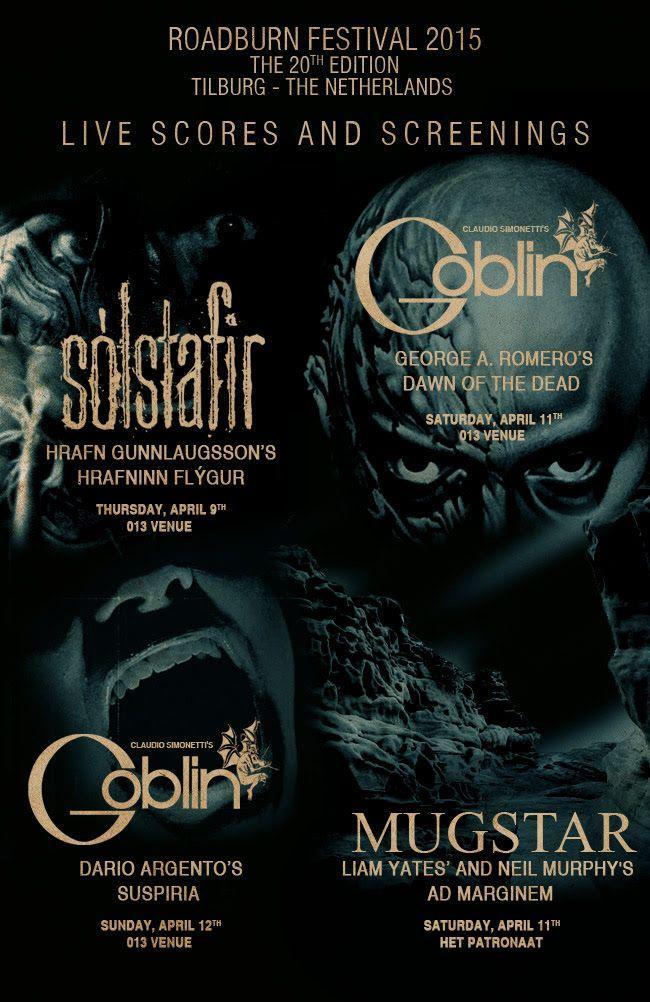 ROADBURN FESTIVAL 2015
THE 20TH EDITION
TILBURG - THE NETHERLANDS
LIVE SCORES AND SCREENINGS
sólstafir
HRAFN GUNNLAUGSSON'S
HRAFNINN FLÝGUR
THURSDAY, APRIL 9TH
013 VENUE
CLAUDIO SIMONETTI'S
Goblin
GEORGE A. ROMERO'S
DAWN OF THE DEAD
SATURDAY, APRIL 11TH
013 VENUE
CLAUDIO SIMONETTI'S
Goblin
DARIO ARGENTO'S
SUSPIRIA
SUNDAY, APRIL 12TH
013 VENUE
MUGSTAR
LIAM YATES' AND NEIL MURPHY'S
AD MARGINEM
SATURDAY, APRIL 11TH
HET PATRONAAT